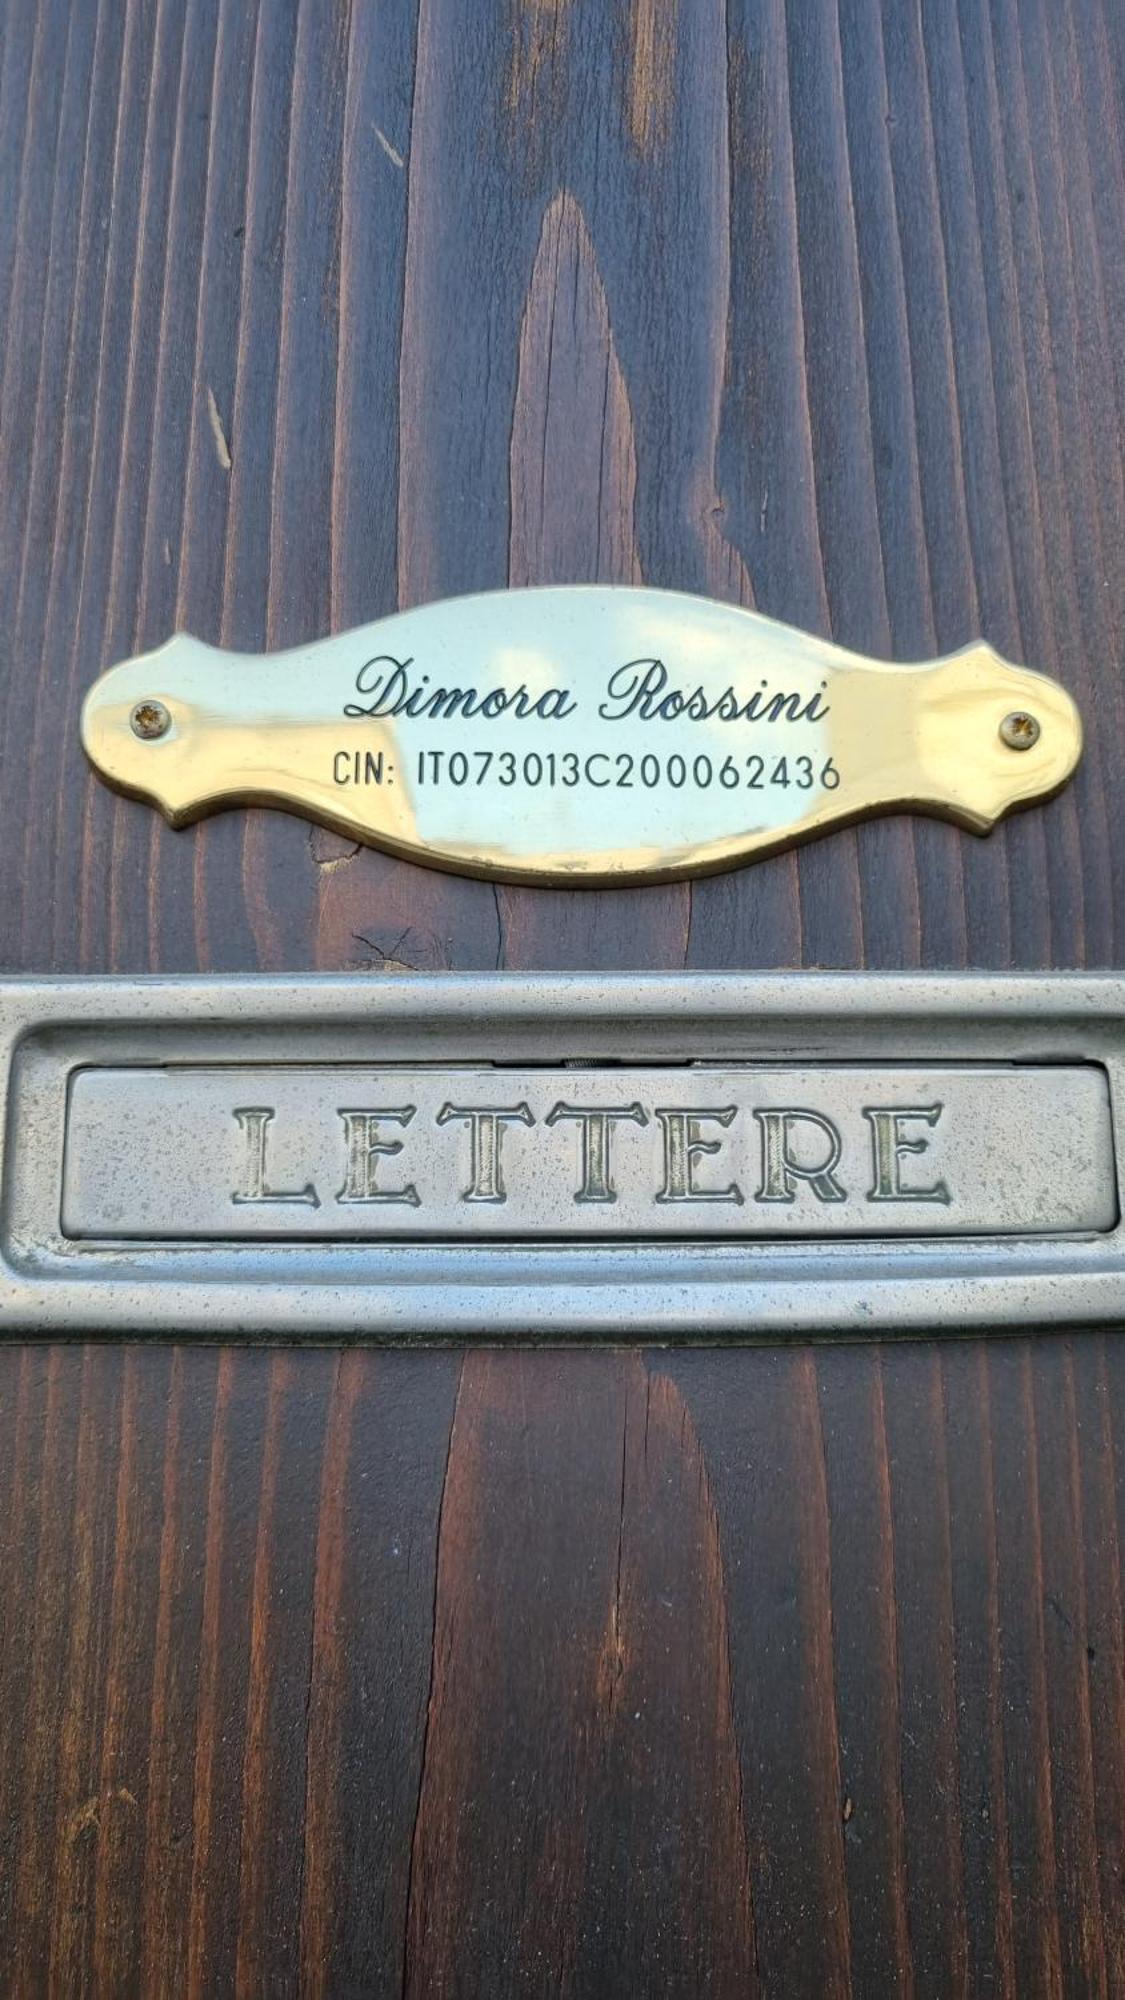 Dimora Rossini
CIN: IT073013C200062436
LETTERE